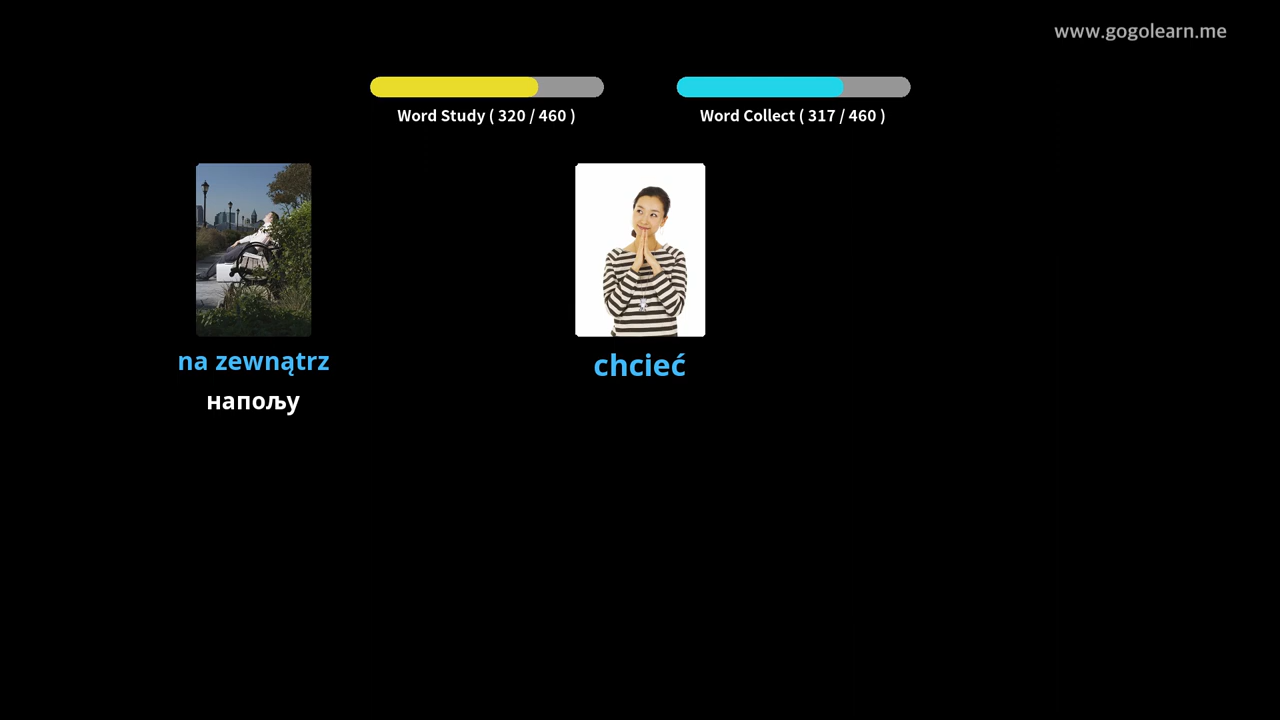 www.gogolearn.me
Word Study ( 320 / 460 )
Word Collect ( 317 / 460 )
na zewnątrz
напољу
chcieć